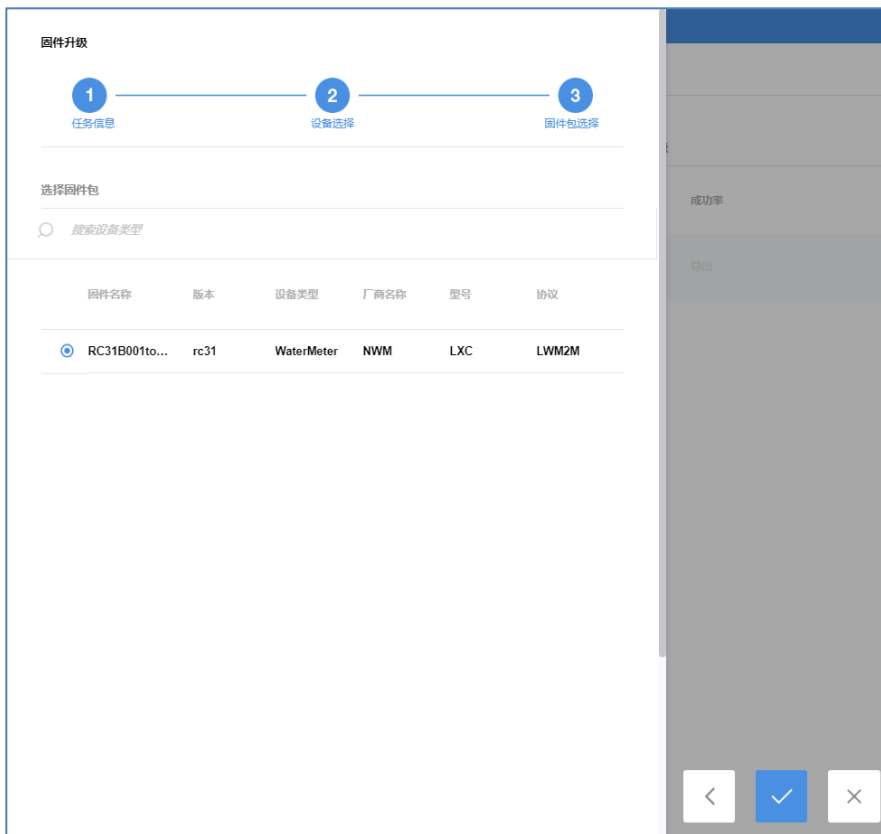 固件升级
1 2 3
任务信息 设备选择 固件包选择
选择固件包
搜索设备类型
固件名称 版本 设备类型 厂商名称 型号 协议
RC31B001to... rc31 WaterMeter NWM LXC LWM2M
成功率
导出